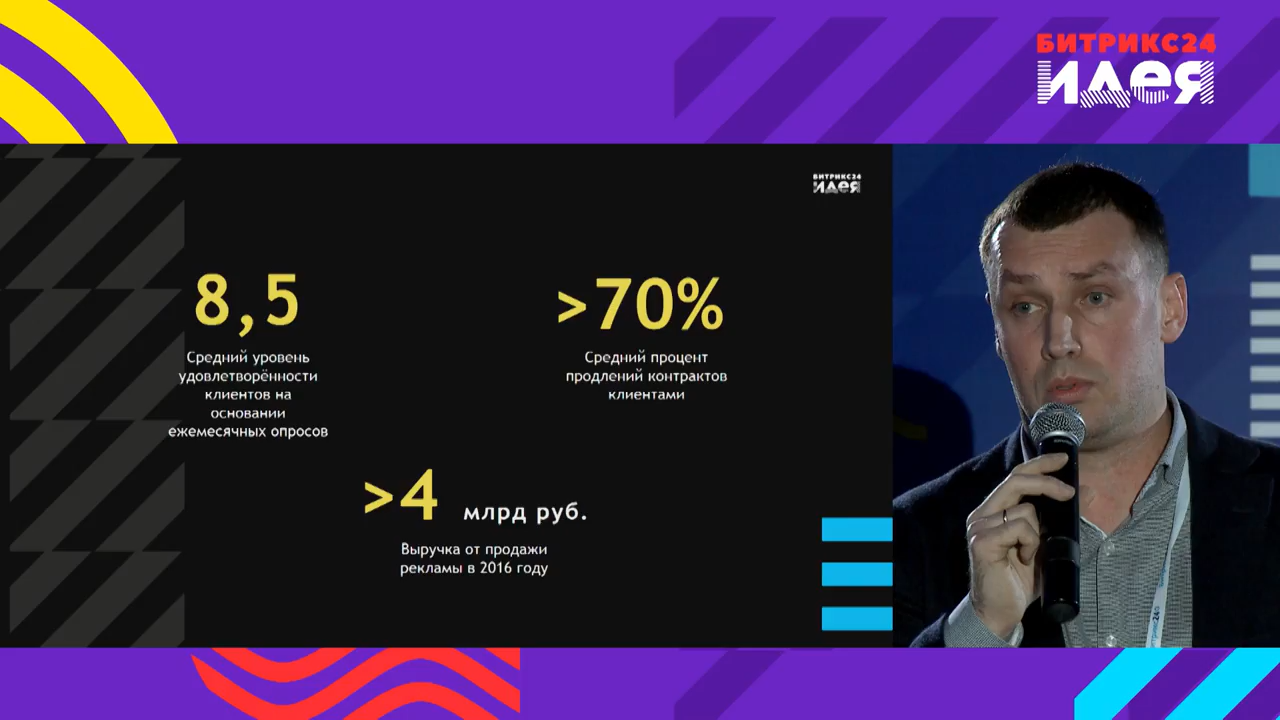 БИТРИКС24
идея
БИТРИКС24
идея
8,5
Средний уровень
удовлетворённости
клиентов на
основании
ежемесячных опросов
>70%
Средний процент
продлений контрактов
клиентами
>4 млрд руб.
Выручка от продажи
рекламы в 2016 году